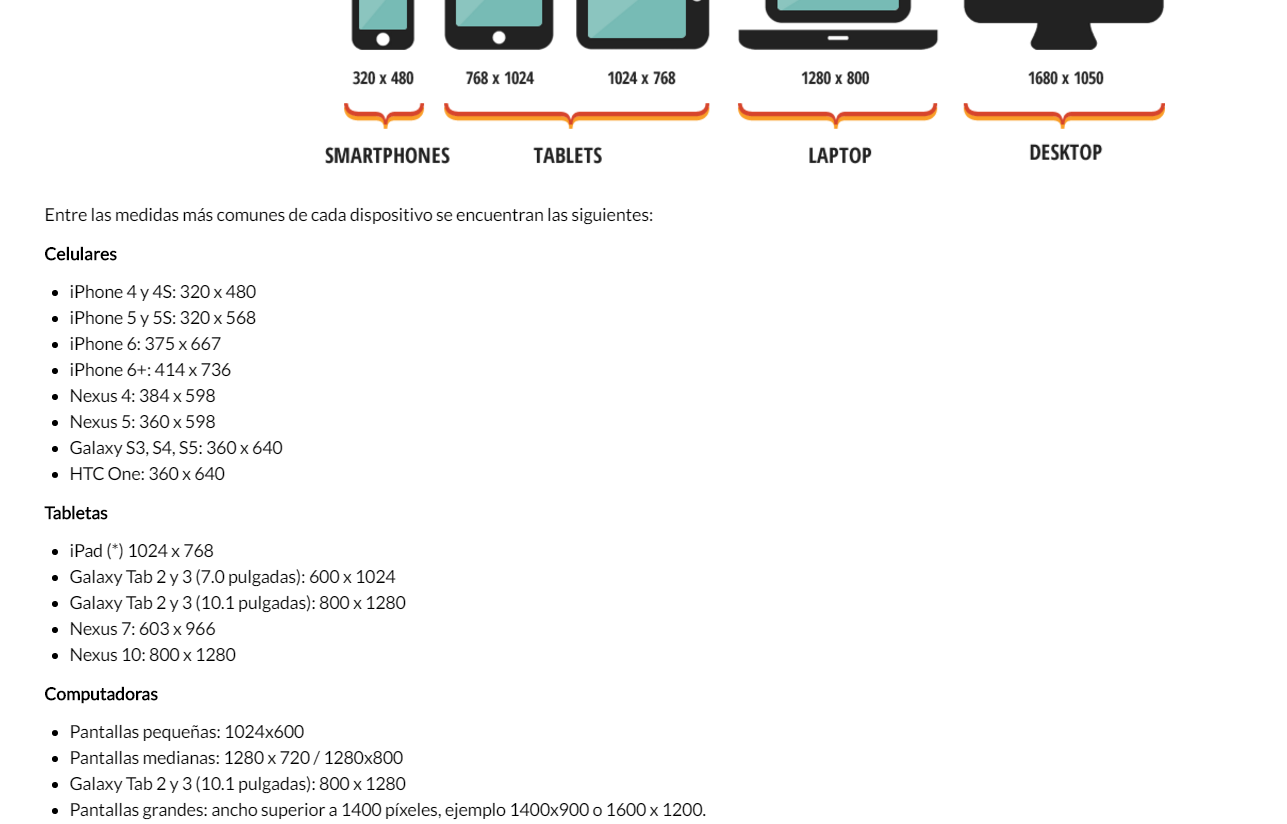 320 x 480 768 x 1024 1024 x 768 1280 x 800 1680 x 1050
SMARTPHONES TABLETS LAPTOP DESKTOP
Entre las medidas más comunes de cada dispositivo se encuentran las siguientes:
Celulares
• iPhone 4 y 4S: 320 x 480
• iPhone 5 y 5S: 320 x 568
• iPhone 6: 375 x 667
• iPhone 6+: 414 x 736
• Nexus 4: 384 x 598
• Nexus 5: 360 x 598
• Galaxy S3, S4, S5: 360 x 640
• HTC One: 360 x 640
Tabletas
• iPad (*) 1024 x 768
• Galaxy Tab 2 y 3 (7.0 pulgadas): 600 x 1024
• Galaxy Tab 2 y 3 (10.1 pulgadas): 800 x 1280
• Nexus 7: 603 x 966
• Nexus 10: 800 x 1280
Computadoras
• Pantallas pequeñas: 1024x600
• Pantallas medianas: 1280 x 720 / 1280x800
• Galaxy Tab 2 y 3 (10.1 pulgadas): 800 x 1280
• Pantallas grandes: ancho superior a 1400 píxeles, ejemplo 1400x900 o 1600 x 1200.